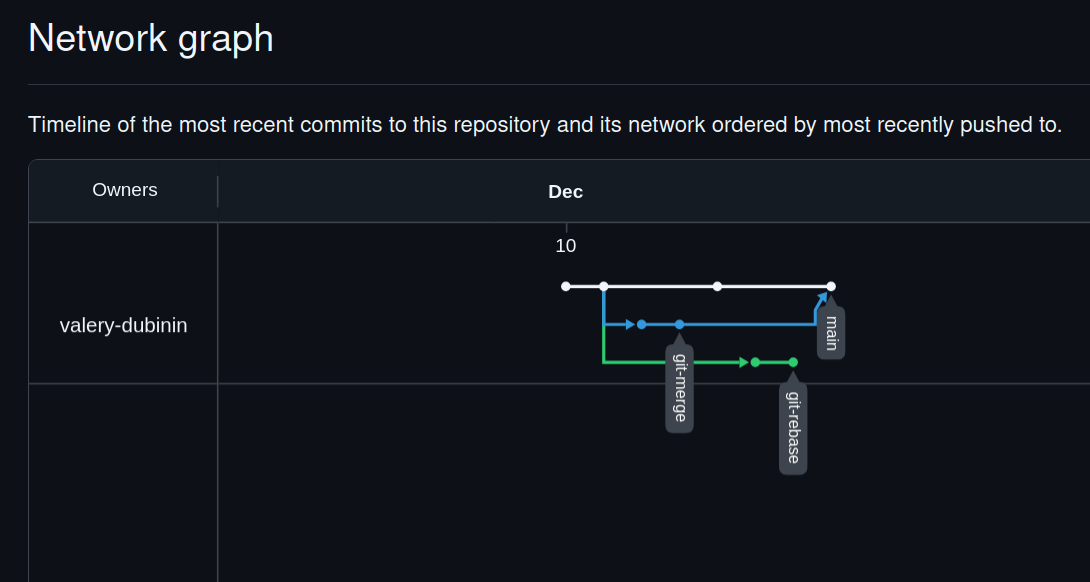 Network graph
Timeline of the most recent commits to this repository and its network ordered by most recently pushed to.
Owners
Dec
10
valery-dubinin
main
git-merge
git-rebase